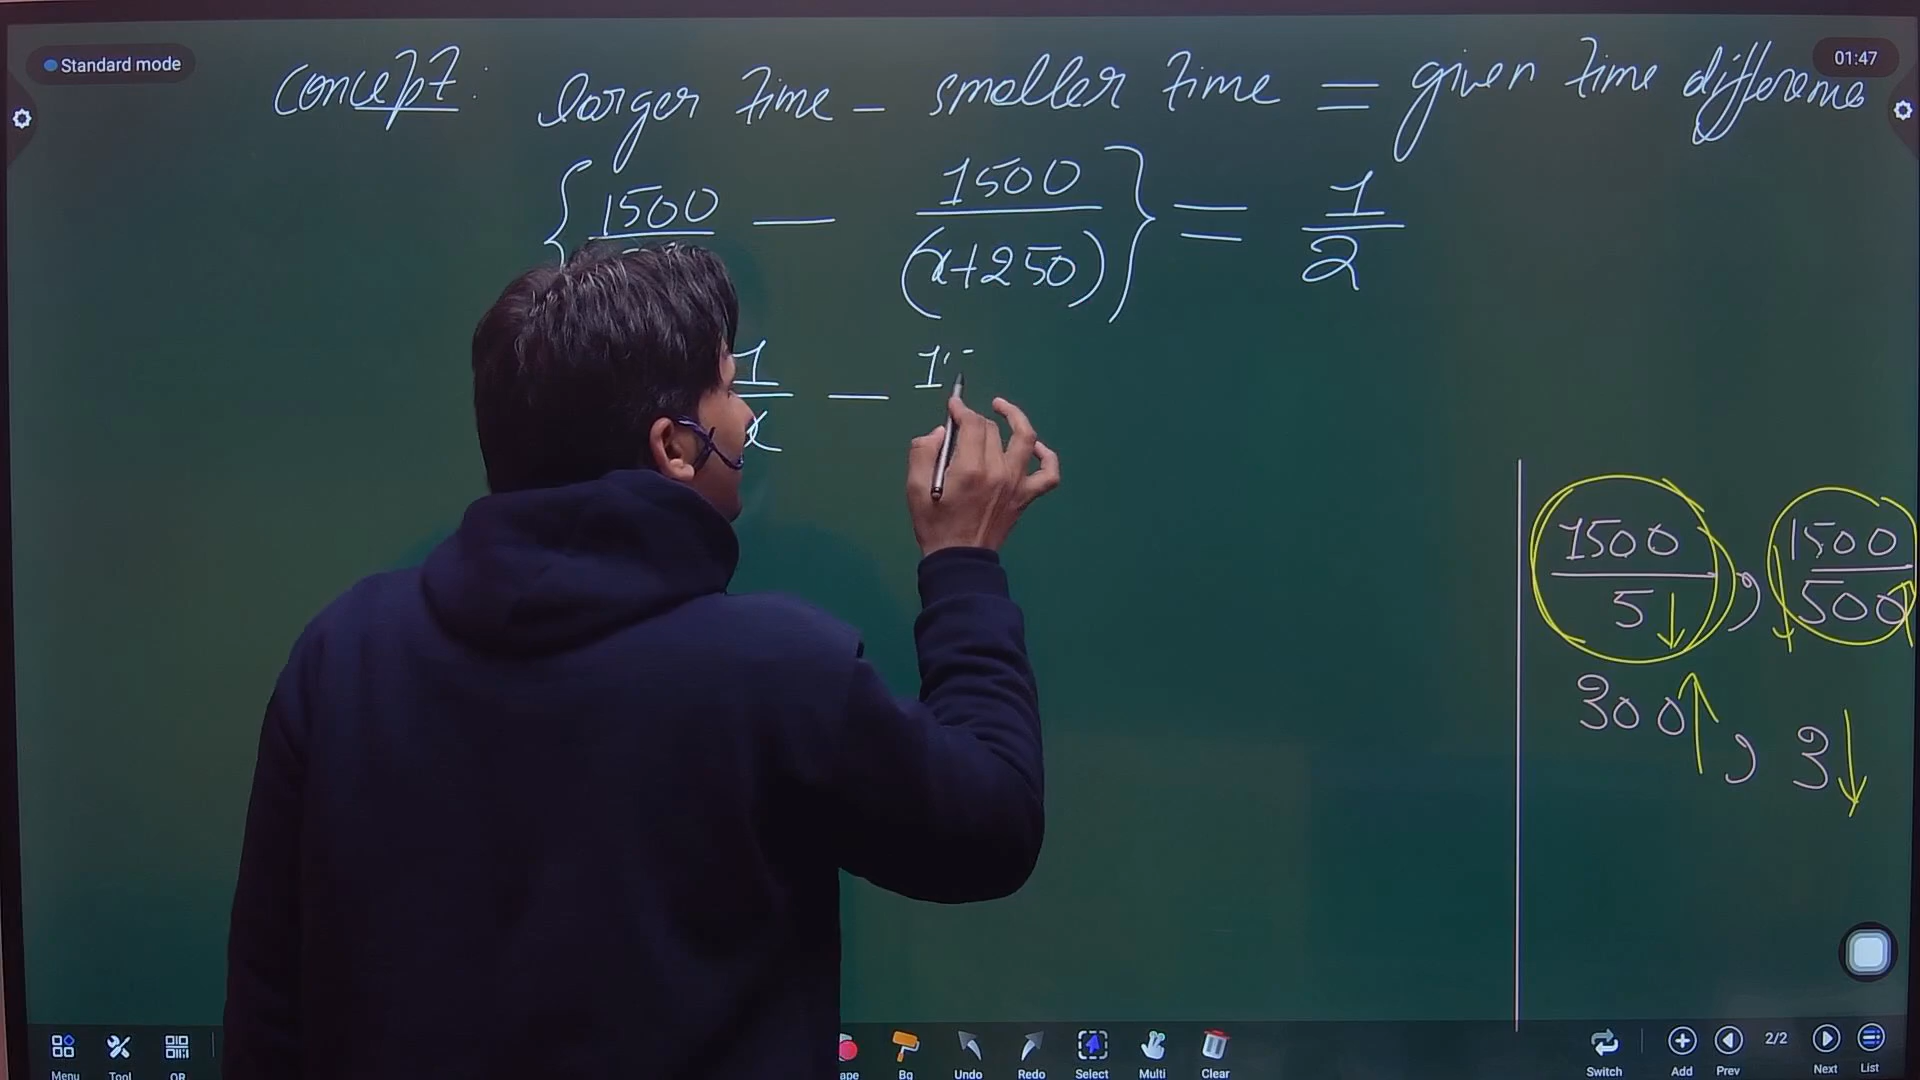 Standard mode
01:47
concept: larger time - smaller time = given time difference
{ 1500 - 1500/(x+250) } = 1/2
1/x - 1
1500/5 , 1500/500
300 , 3
Menu Tool QR Bg Undo Redo Select Multi Clear Switch Add Prev 2/2 Next List